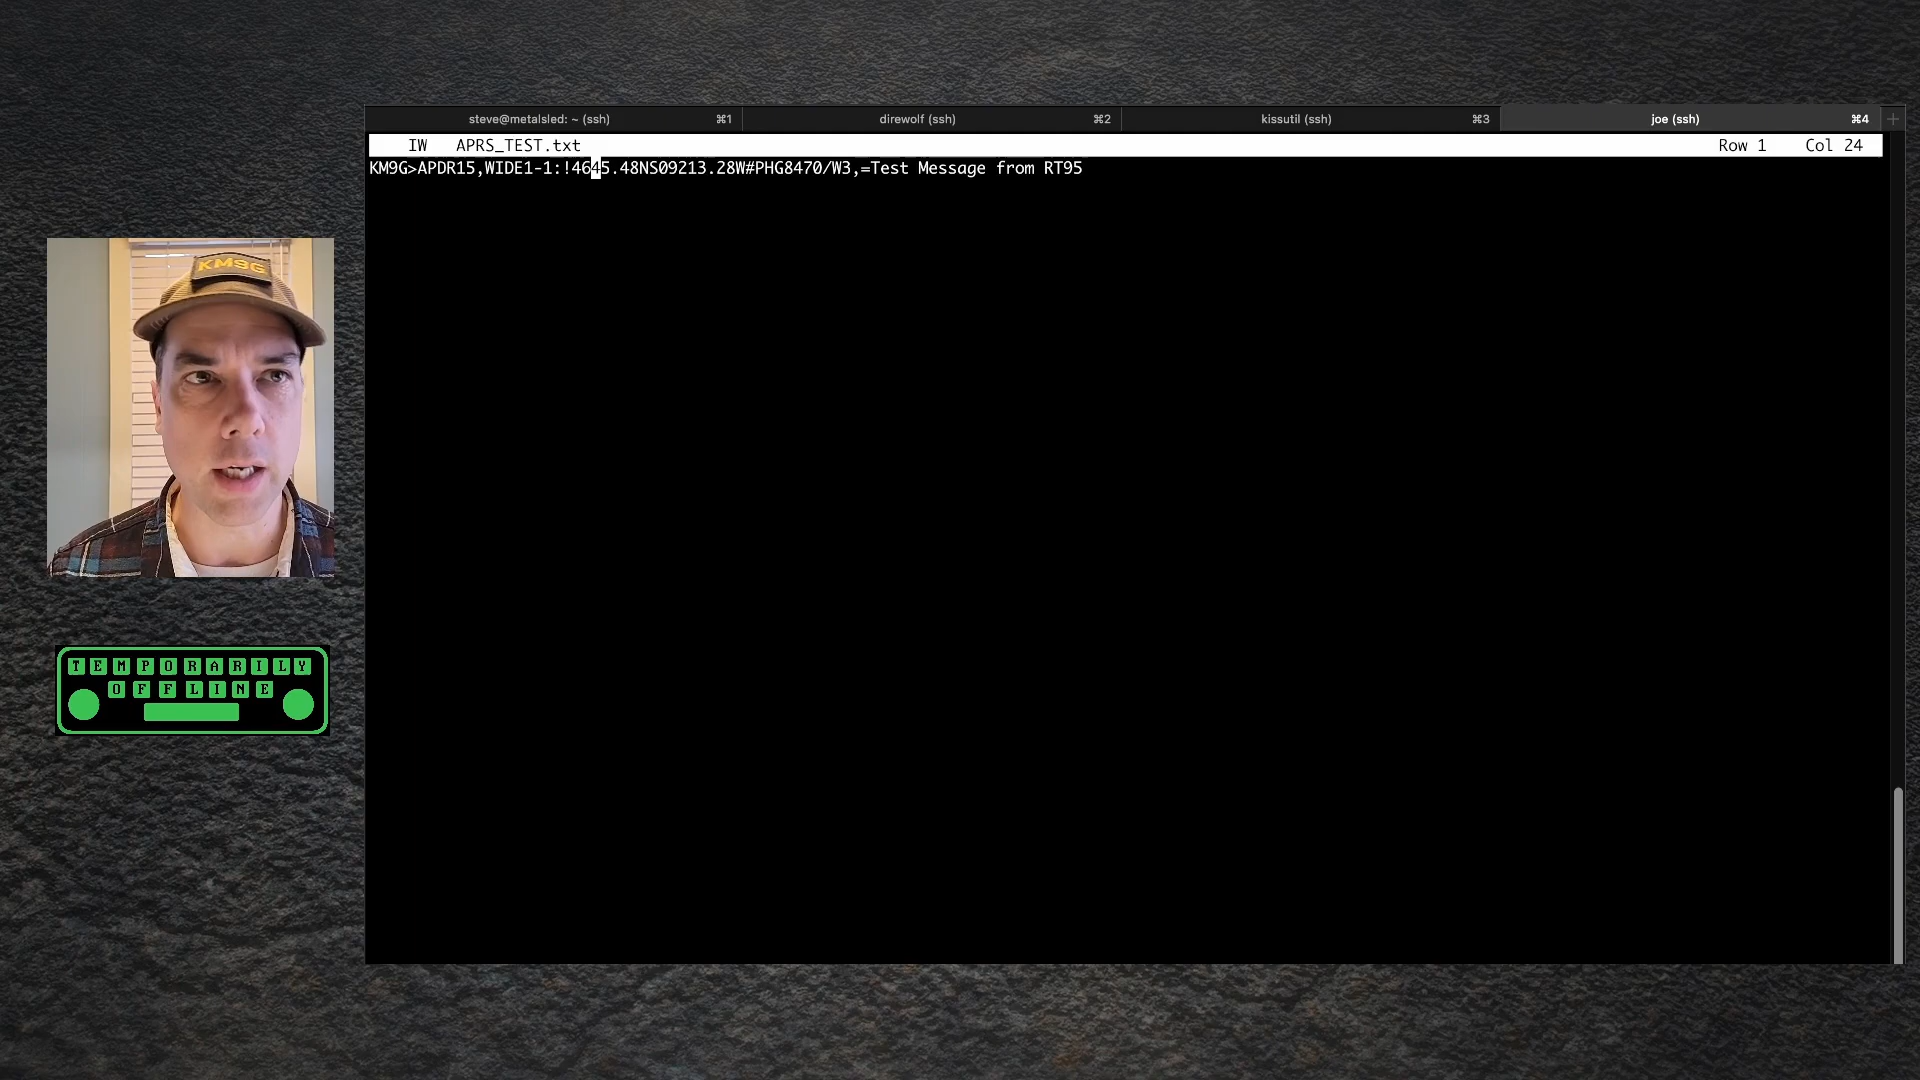 steve@metalsled: ~ (ssh) ⌘1 direwolf (ssh) ⌘2 kissutil (ssh) ⌘3 joe (ssh) ⌘4 +
IW APRS_TEST.txt Row 1 Col 24
KM9G>APDR15,WIDE1-1:!4645.48NS09213.28W#PHG8470/W3,=Test Message from RT95
KM9G
TEMPORARILY
OFFLINE